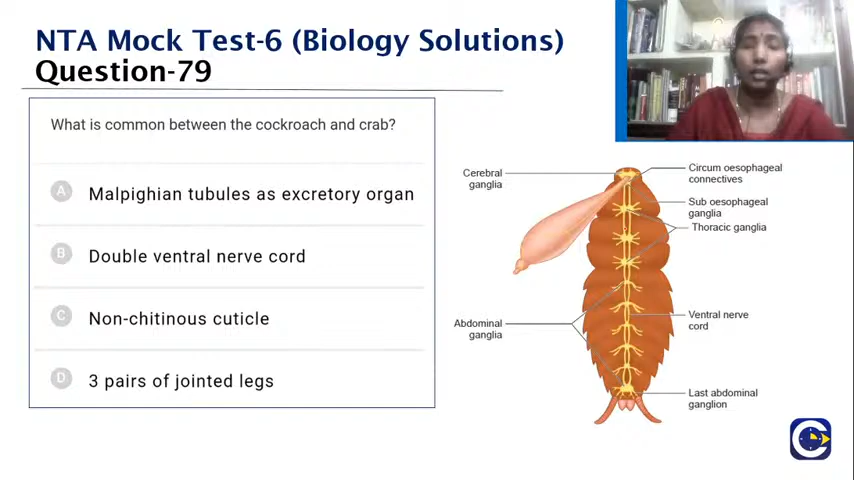 NTA Mock Test-6 (Biology Solutions)
Question-79
What is common between the cockroach and crab?
A Malpighian tubules as excretory organ
B Double ventral nerve cord
C Non-chitinous cuticle
D 3 pairs of jointed legs
Cerebral
ganglia
Circum oesophageal
connectives
Sub oesophageal
ganglia
Thoracic ganglia
Abdominal
ganglia
Ventral nerve
cord
Last abdominal
ganglion